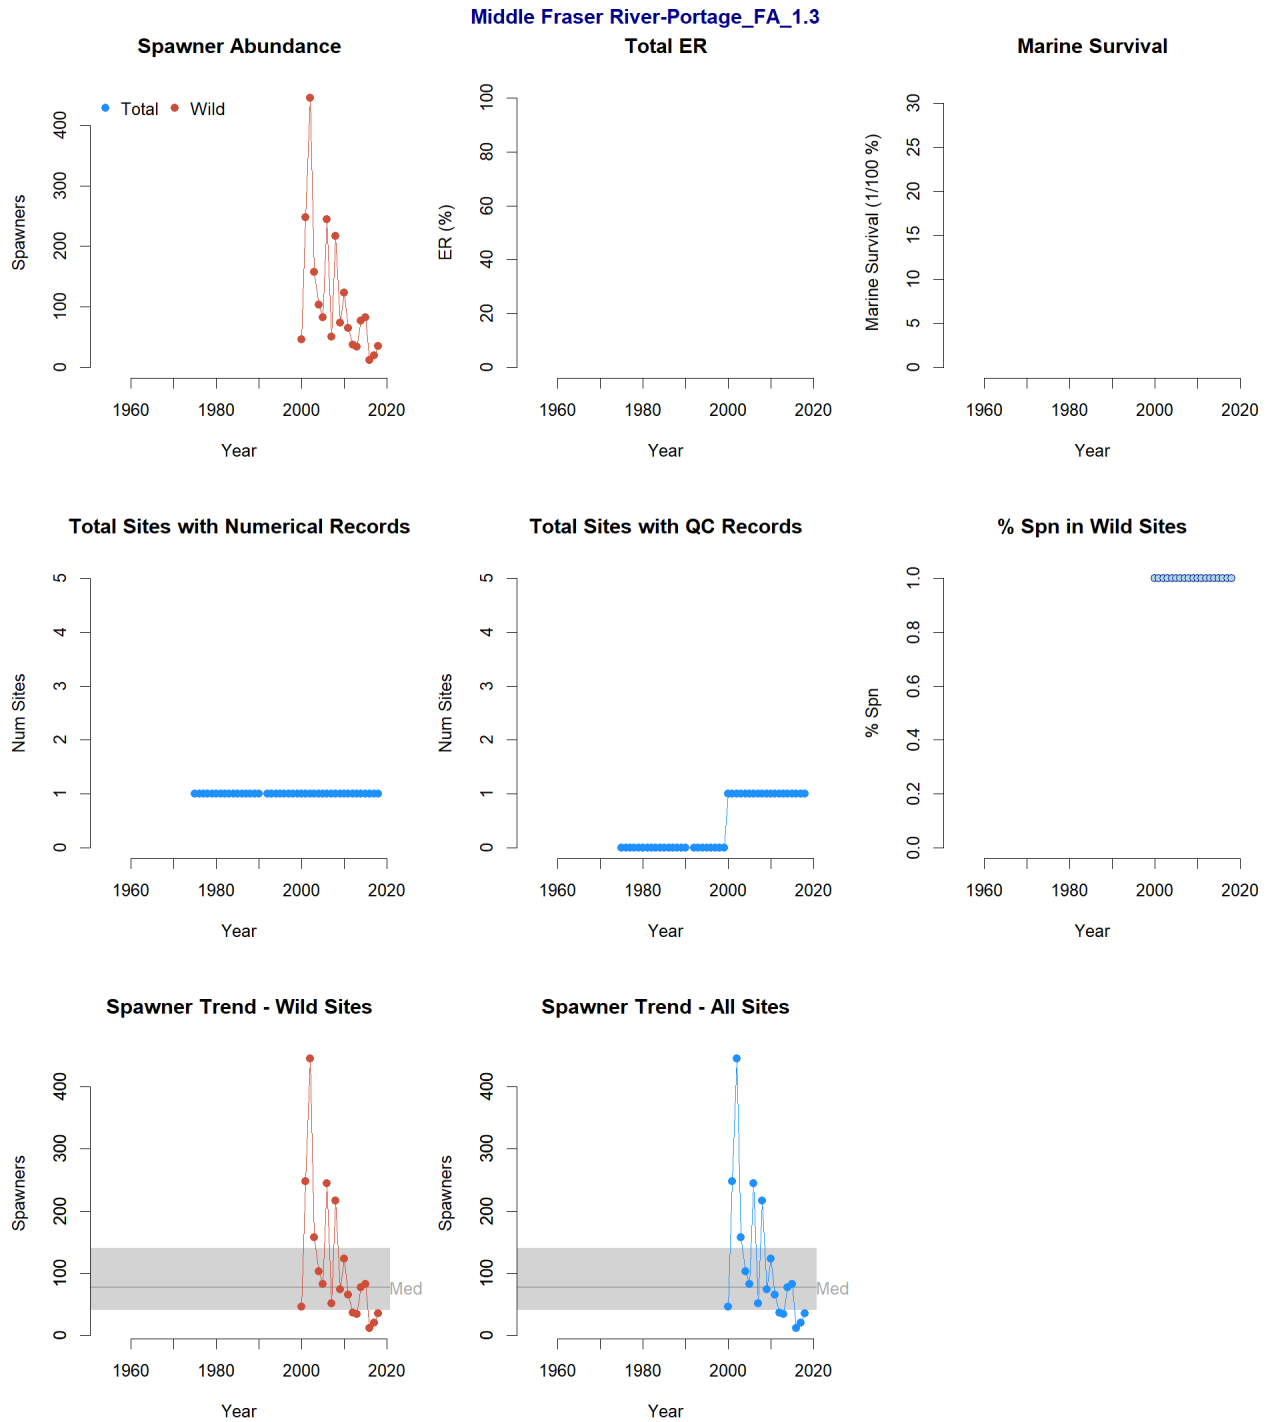 Middle Fraser River-Portage_FA_1.3
Spawner Abundance
Total Wild
Spawners
0 100 200 300 400
1960 1980 2000 2020
Year
Total ER
ER (%)
0 20 40 60 80 100
1960 1980 2000 2020
Year
Marine Survival
Marine Survival (1/100 %)
0 5 10 15 20 25 30
1960 1980 2000 2020
Year
Total Sites with Numerical Records
Num Sites
0 1 2 3 4 5
1960 1980 2000 2020
Year
Total Sites with QC Records
Num Sites
0 1 2 3 4 5
1960 1980 2000 2020
Year
% Spn in Wild Sites
% Spn
0.0 0.2 0.4 0.6 0.8 1.0
1960 1980 2000 2020
Year
Spawner Trend - Wild Sites
Spawners
0 100 200 300 400
Med
1960 1980 2000 2020
Year
Spawner Trend - All Sites
Spawners
0 100 200 300 400
Med
1960 1980 2000 2020
Year